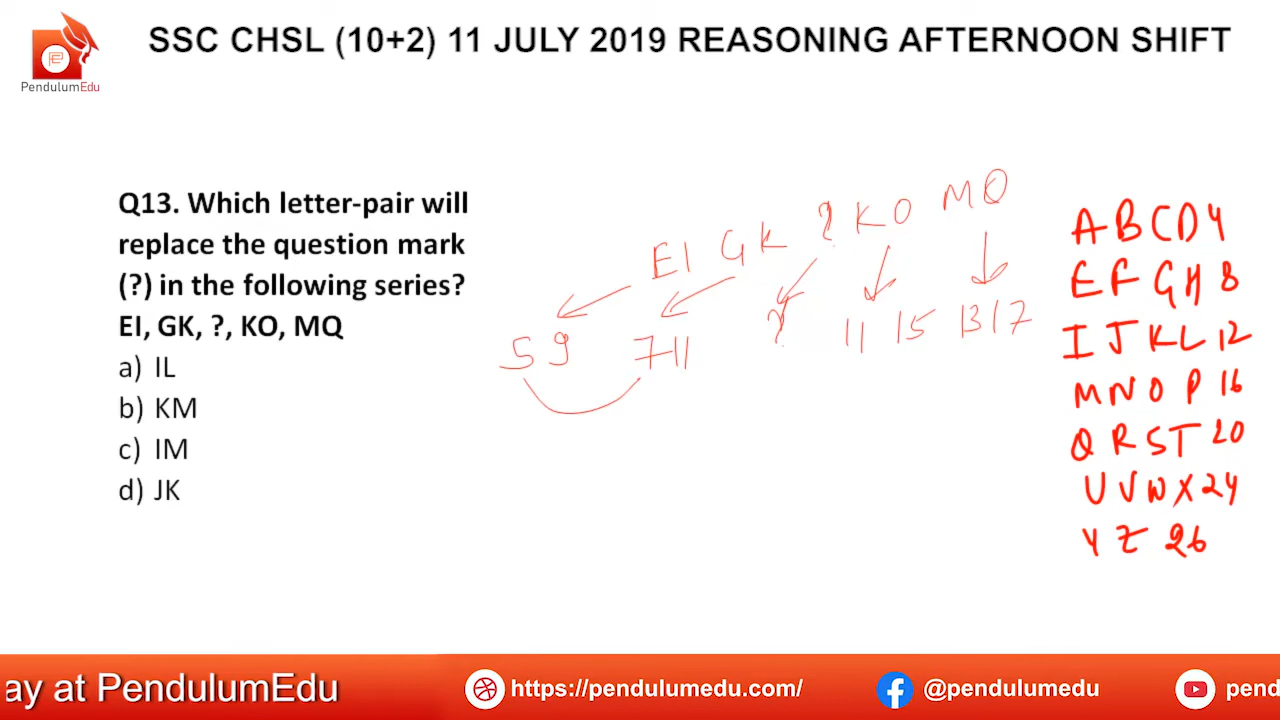 SSC CHSL (10+2) 11 JULY 2019 REASONING AFTERNOON SHIFT
PendulumEdu
Q13. Which letter-pair will
replace the question mark
(?) in the following series?
EI, GK, ?, KO, MQ
a) IL
b) KM
c) IM
d) JK
EI GK ? KO MQ
5 9 7 11 ? 11 15 13 17
A B C D 4
E F G H 8
I J K L 12
M N O P 16
Q R S T 20
U V W X 24
Y Z 26
ay at PendulumEdu
https://pendulumedu.com/
@pendulumedu
pend